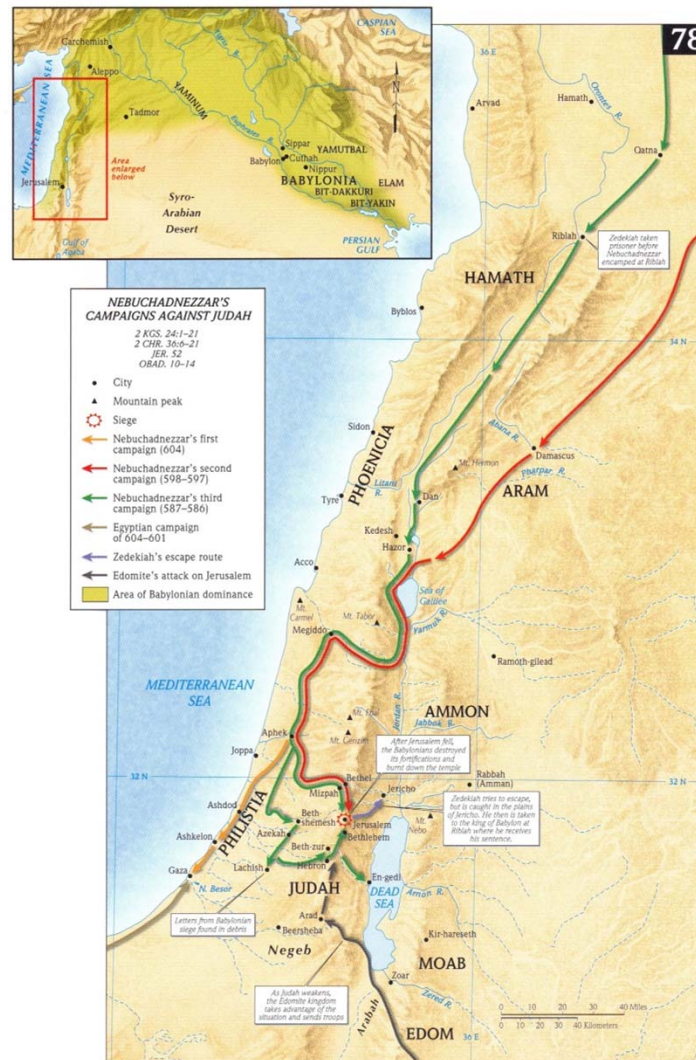 78
CASPIAN
SEA
Carchemish
Aleppo
Tigris R.
MEDITERRANEAN SEA
YAMINUM
Tadmor
Euphrates R.
Area
enlarged
below
Sippar
YAMUTBAL
Babylon
Cuthah
Nippur
BABYLONIA
ELAM
BIT-DAKKURI
BIT-YAKIN
Jerusalem
Syro-
Arabian
Desert
Gulf of
Aqaba
PERSIAN
GULF
N
36 E
Orontes R.
Arvad
Hamath
Qatna
Riblah
Zedekiah taken
prisoner before
Nebuchadnezzar
encamped at Riblah
HAMATH
Byblos
34 N
NEBUCHADNEZZAR'S
CAMPAIGNS AGAINST JUDAH
2 KGS. 24:1–21
2 CHR. 36:6–21
JER. 52
OBAD. 10–14
City
Mountain peak
Siege
Nebuchadnezzar's first
campaign (604)
Nebuchadnezzar's second
campaign (598–597)
Nebuchadnezzar's third
campaign (587–586)
Egyptian campaign
of 604–601
Zedekiah's escape route
Edomite's attack on Jerusalem
Area of Babylonian dominance
Sidon
PHOENICIA
Abana R.
Damascus
Mt. Hermon
Pharpar R.
Litani
R.
ARAM
Tyre
Dan
Kedesh
Hazor
Acco
Sea of
Galilee
Mt.
Carmel
Mt. Tabor
Yarmuk R.
Megiddo
Ramoth-gilead
MEDITERRANEAN
SEA
Jordan R.
AMMON
Mt. Ebal
Jabbok R.
Mt. Gerizim
Aphek
After Jerusalem fell,
the Babylonians destroyed
its fortifications and
burnt down the temple
Joppa
32 N
32 N
Bethel
Rabbah
(Amman)
Mizpah
Jericho
Ashdod
PHILISTIA
Beth-
shemesh
Jerusalem
Zedekiah tries to escape,
but is caught in the plains
of Jericho. He then is taken
to the king of Babylon at
Riblah where he receives
his sentence.
Mt.
Nebo
Azekah
Bethlehem
Ashkelon
Beth-zur
Gaza
Lachish
Hebron
En-gedi
N. Besor
JUDAH
DEAD
SEA
Arnon R.
Letters from Babylonian
siege found in debris
Arad
Beersheba
Kir-hareseth
Negeb
MOAB
As Judah weakens,
the Edomite kingdom
takes advantage of the
situation and sends troops
Zoar
Zered R.
Arabah
EDOM
36 E
0 10 20 30 40 Miles
0 10 20 30 40 Kilometers